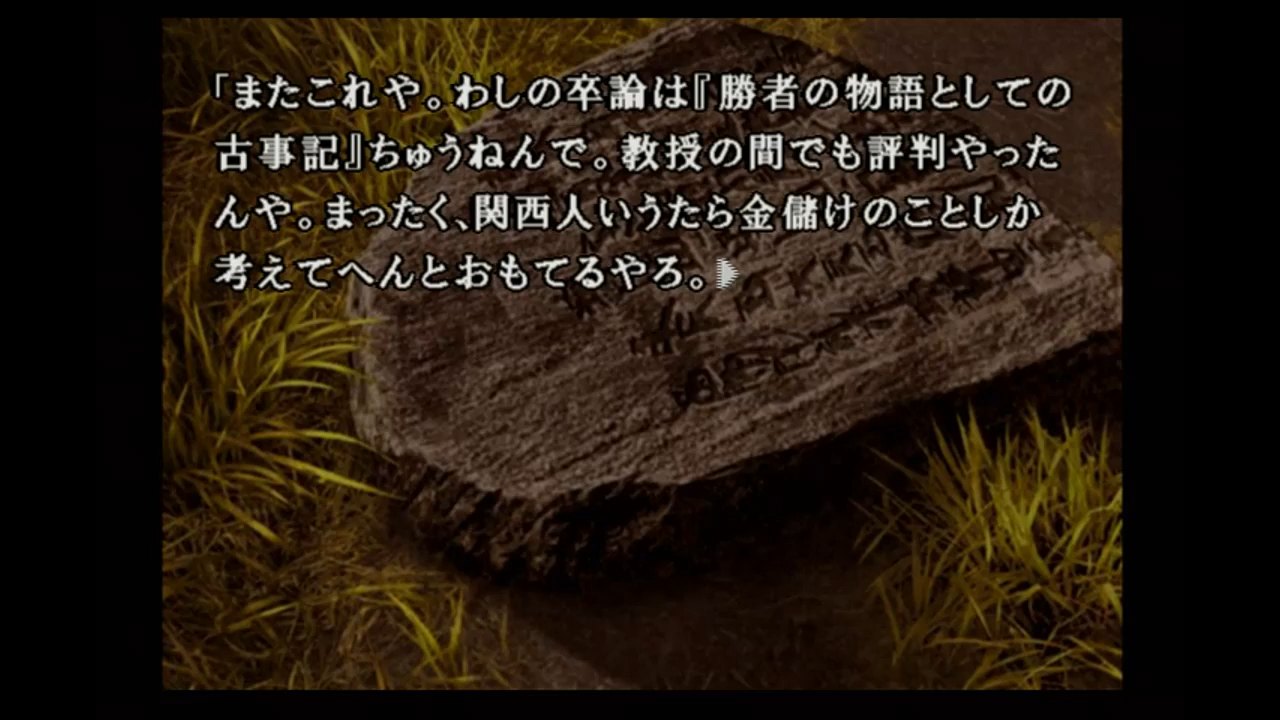 「またこれや。わしの卒論は『勝者の物語としての
古事記』ちゅうねんで。教授の間でも評判やった
んや。まったく、関西人いうたら金儲けのことしか
考えてへんとおもてるやろ。